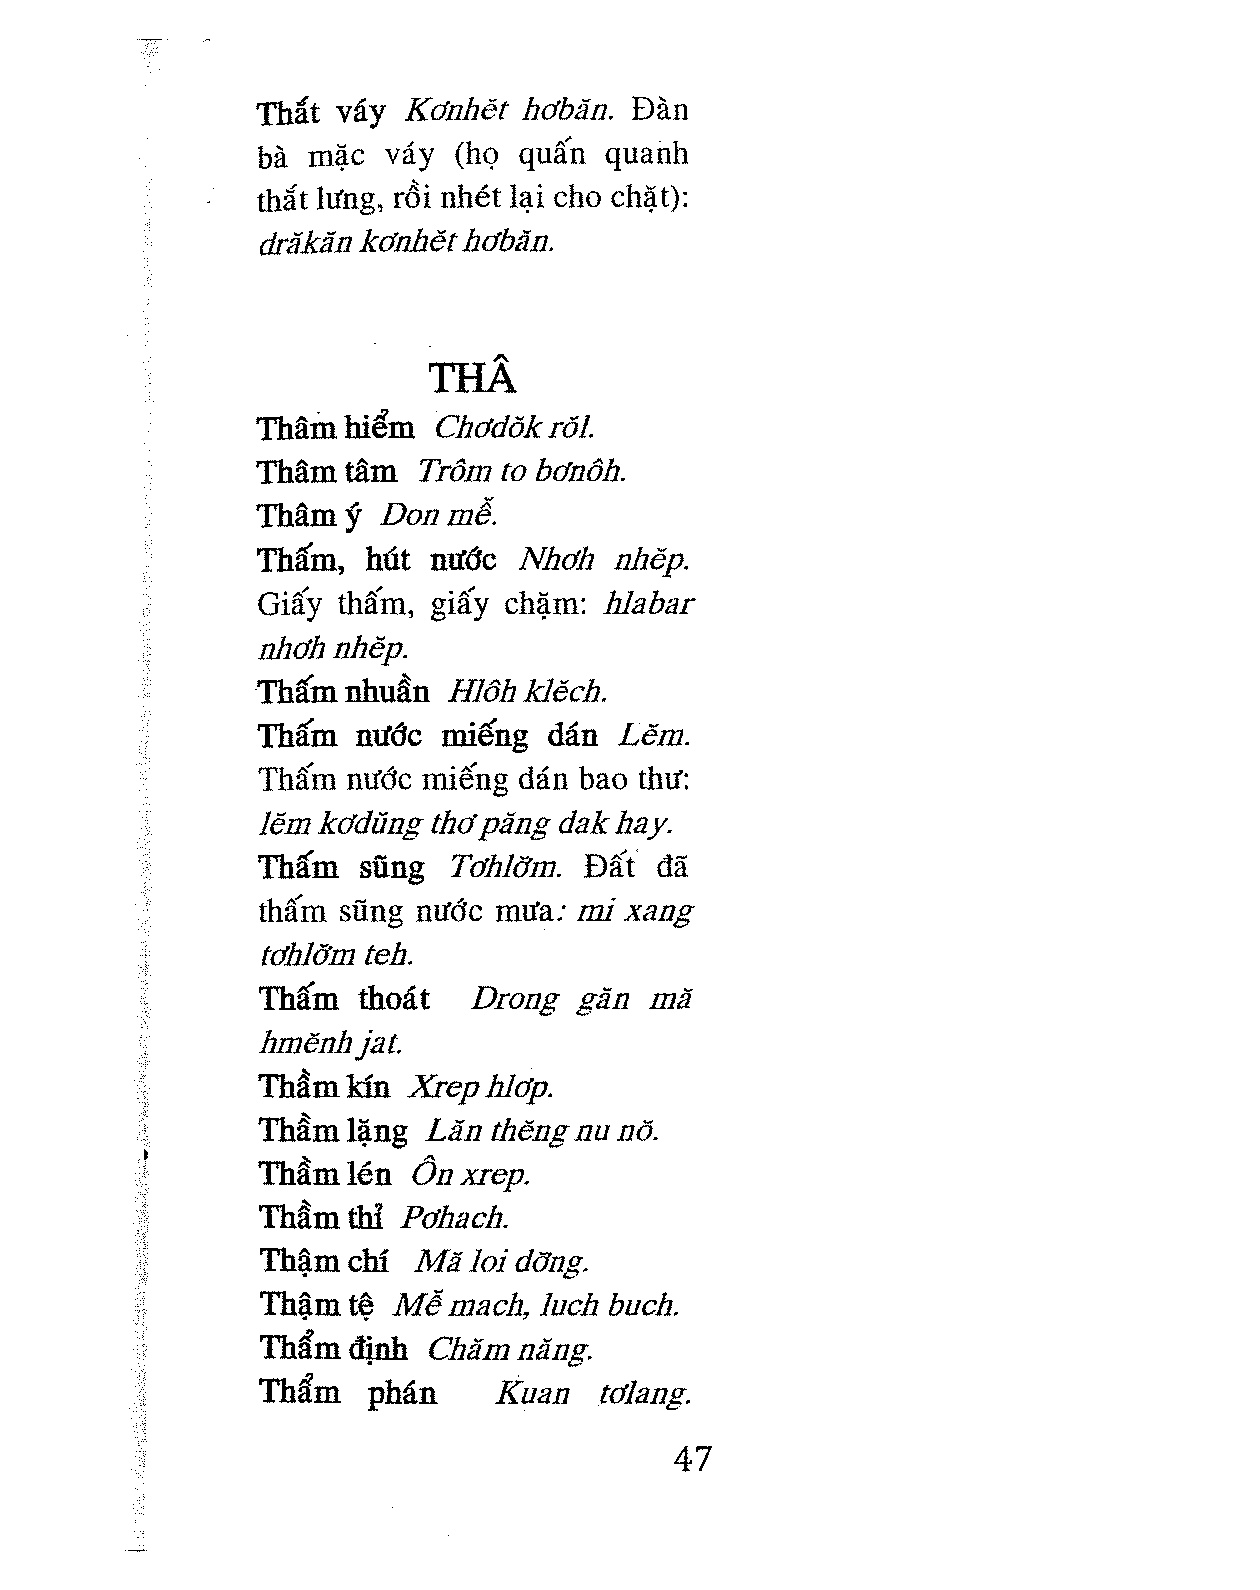 Thắt váy Kơnhĕt hơbăn. Đàn
bà mặc váy (họ quấn quanh
thắt lưng, rồi nhét lại cho chặt):
drăkăn kơnhĕt hơbăn.
THÂ
Thâm hiểm Chơdŏk rŏl.
Thâm tâm Trôm to bơnôh.
Thâm ý Don mễ.
Thấm, hút nước Nhơh nhĕp.
Giấy thấm, giấy chặm: hlabar
nhơh nhĕp.
Thấm nhuần Hlôh klĕch.
Thấm nước miếng dán Lĕm.
Thấm nước miếng dán bao thư:
lĕm kơdŭng thơ păng dak hay.
Thấm sũng Tơhlỡm. Đất đã
thấm sũng nước mưa: mi xang
tơhlỡm teh.
Thấm thoát Drong găn mă
hmĕnh jat.
Thầm kín Xrep hlơp.
Thầm lặng Lăn thĕng nu nŏ.
Thầm lén Ôn xrep.
Thầm thỉ Pơhach.
Thậm chí Mă loi dỡng.
Thậm tệ Mễ mach, luch buch.
Thẩm định Chăm năng.
Thẩm phán Kuan tơlang.
47